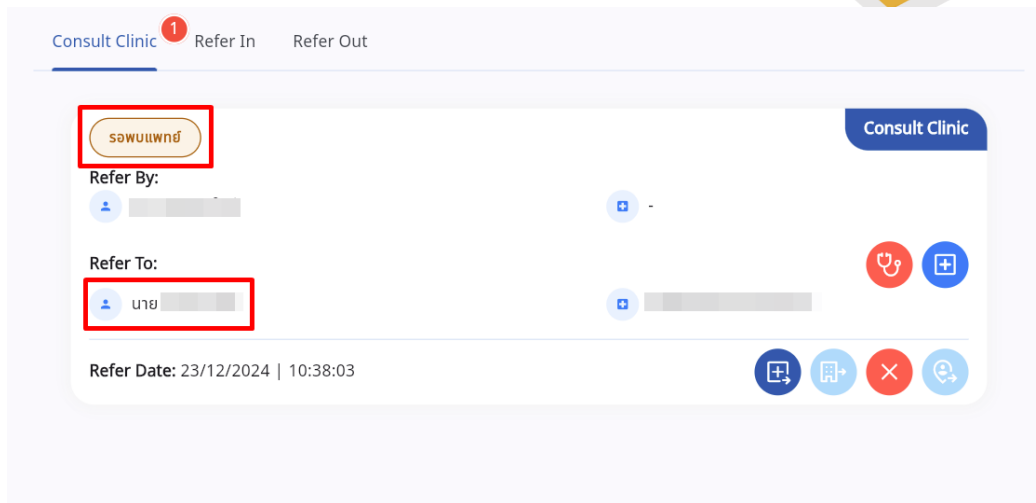 Consult Clinic 1 Refer In Refer Out
รอพบแพทย์ Consult Clinic
Refer By:
-
Refer To:
นาย
Refer Date: 23/12/2024 | 10:38:03